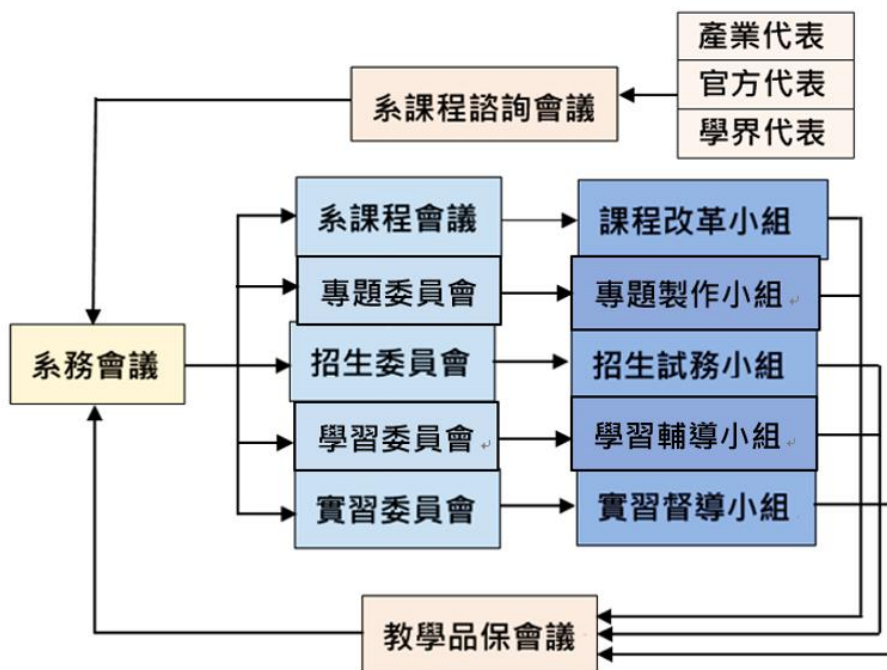 產業代表
官方代表
學界代表
系課程諮詢會議
系課程會議
課程改革小組
專題委員會
專題製作小組
系務會議
招生委員會
招生試務小組
學習委員會
學習輔導小組
實習委員會
實習督導小組
教學品保會議